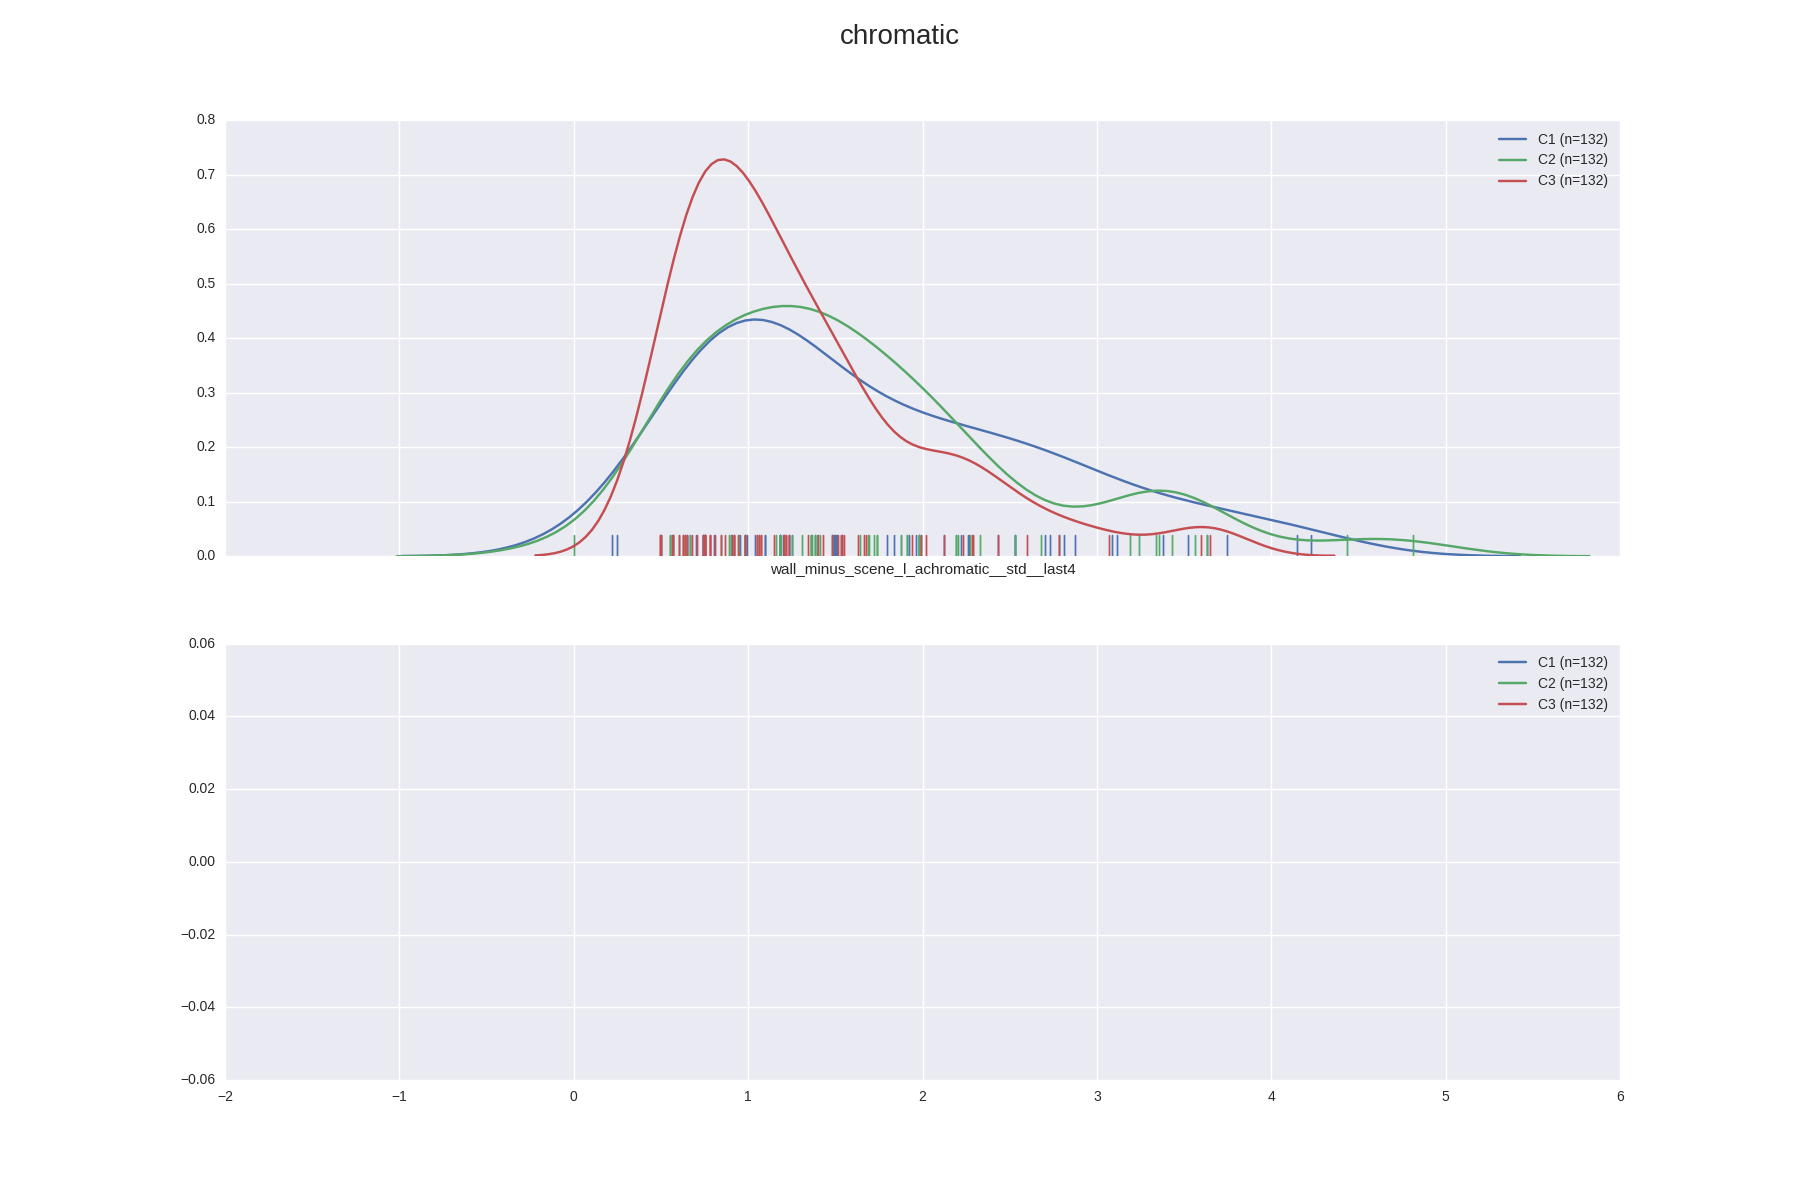 chromatic
0.8
0.7
0.6
0.5
0.4
0.3
0.2
0.1
0.0
C1 (n=132)
C2 (n=132)
C3 (n=132)
wall_minus_scene_l_achromatic__std__last4
0.06
0.04
0.02
0.00
−0.02
−0.04
−0.06
C1 (n=132)
C2 (n=132)
C3 (n=132)
−2 −1 0 1 2 3 4 5 6